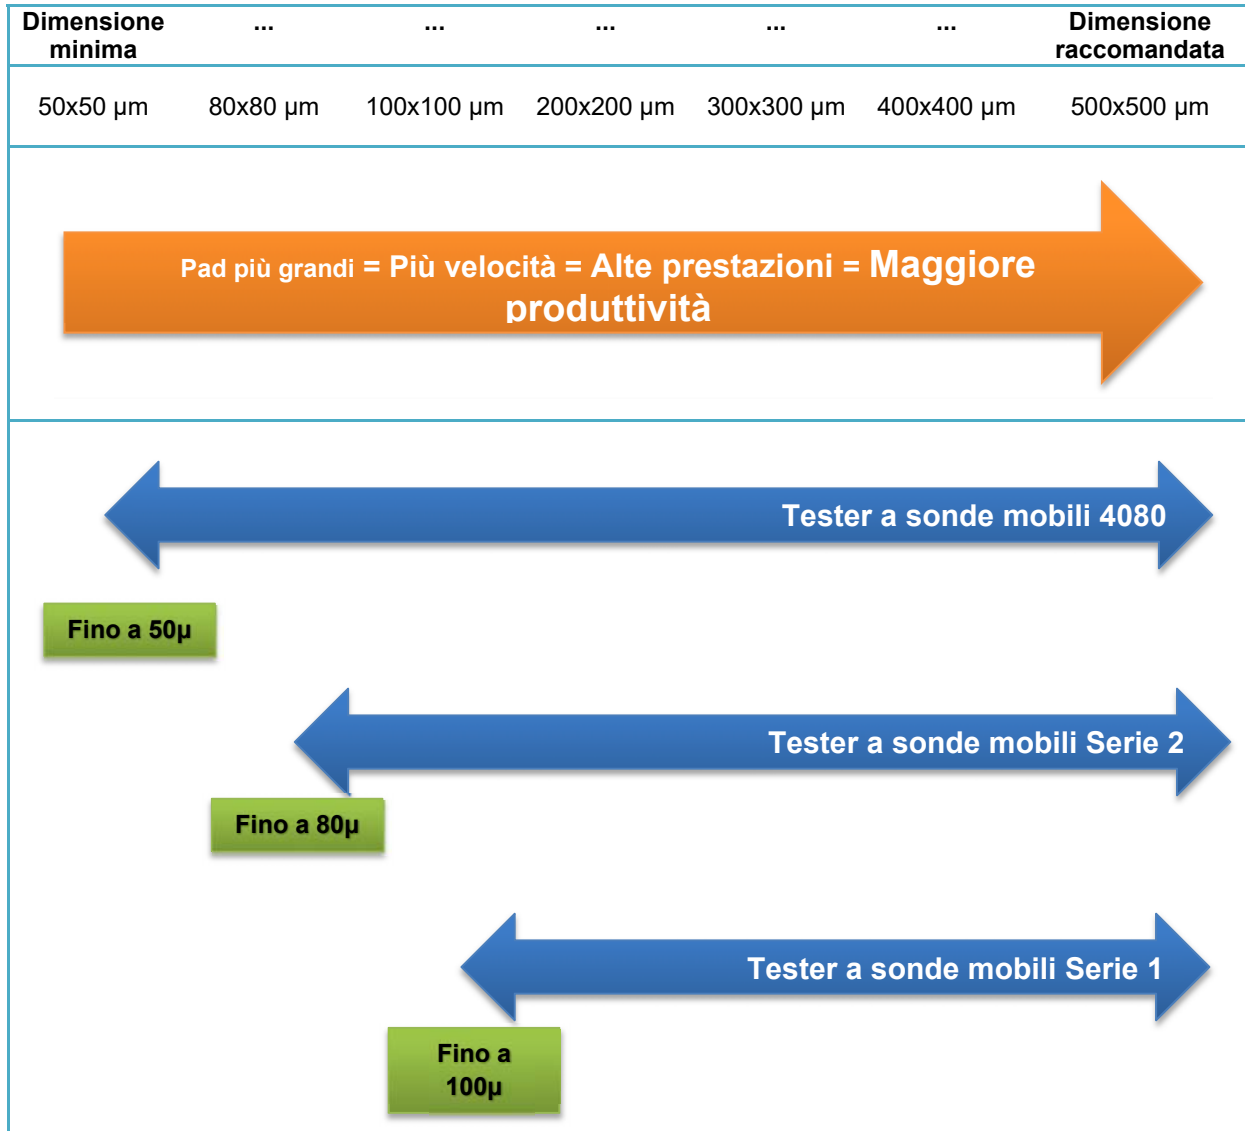 Dimensione minima ... ... ... ... ... Dimensione raccomandata
50x50 µm 80x80 µm 100x100 µm 200x200 µm 300x300 µm 400x400 µm 500x500 µm
Pad più grandi = Più velocità = Alte prestazioni = Maggiore
produttività
Tester a sonde mobili 4080
Fino a 50µ
Tester a sonde mobili Serie 2
Fino a 80µ
Tester a sonde mobili Serie 1
Fino a
100µ